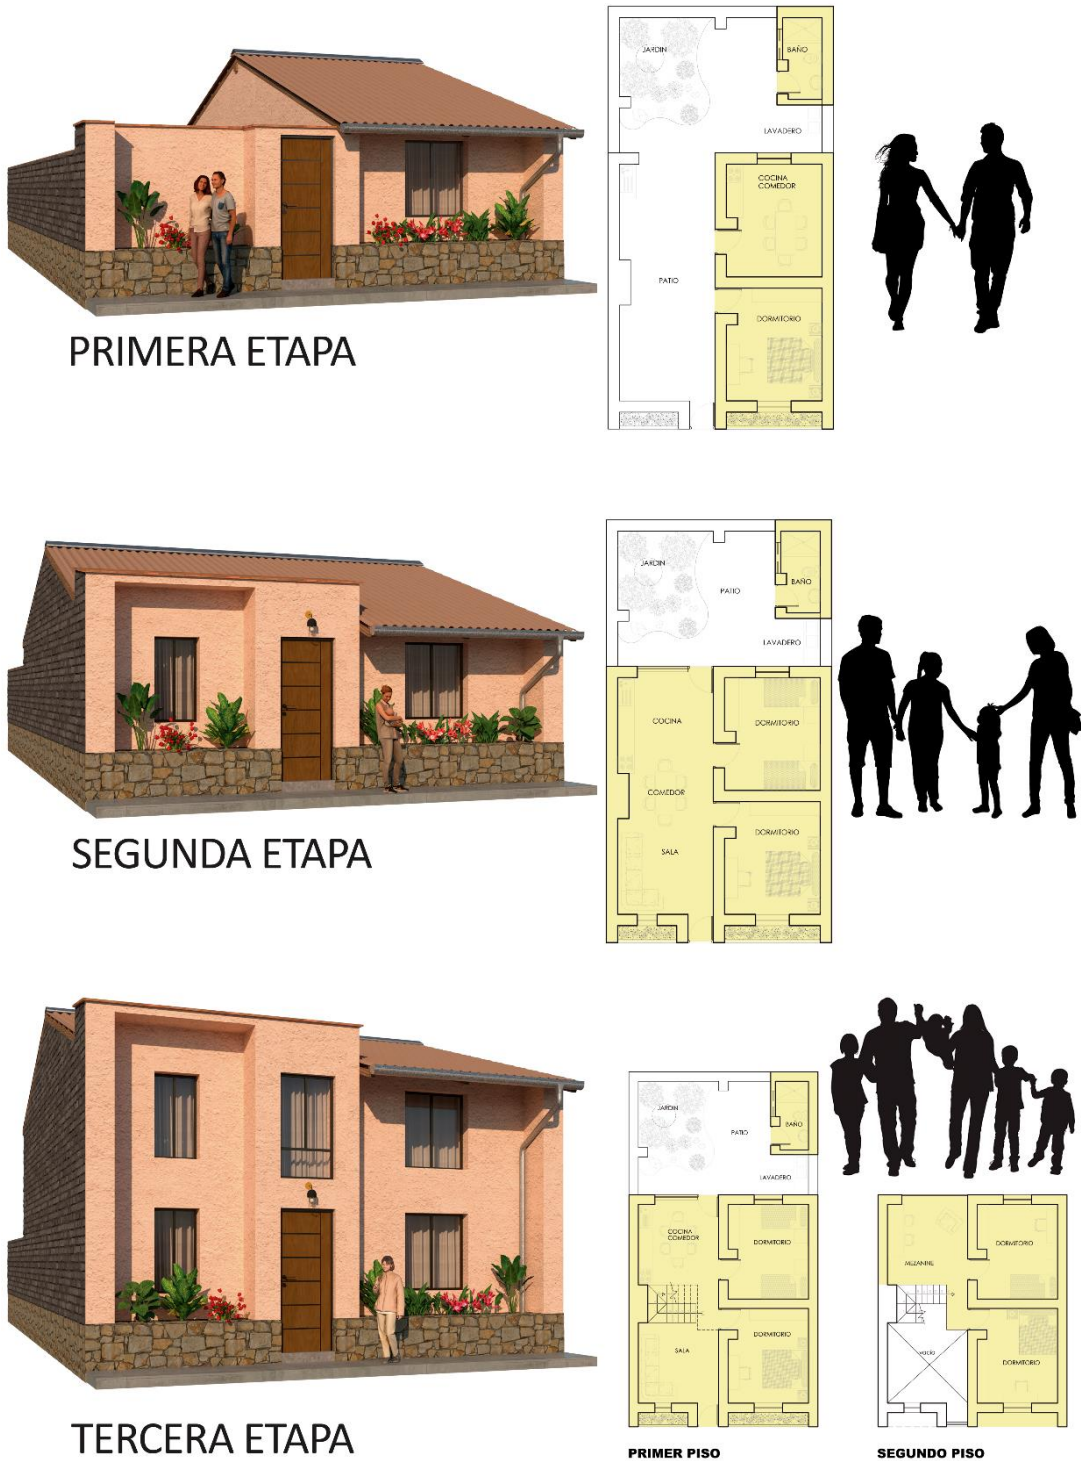 JARDIN
BAÑO
LAVADERO
COCINA
COMEDOR
PATIO
DORMITORIO
PRIMERA ETAPA
JARDIN
BAÑO
PATIO
LAVADERO
COCINA
DORMITORIO
COMEDOR
DORMITORIO
SALA
SEGUNDA ETAPA
JARDIN
BAÑO
PATIO
LAVADERO
COCINA
COMEDOR
DORMITORIO
DORMITORIO
SALA
MEZANINE
DORMITORIO
VACIO
DORMITORIO
TERCERA ETAPA
PRIMER PISO
SEGUNDO PISO